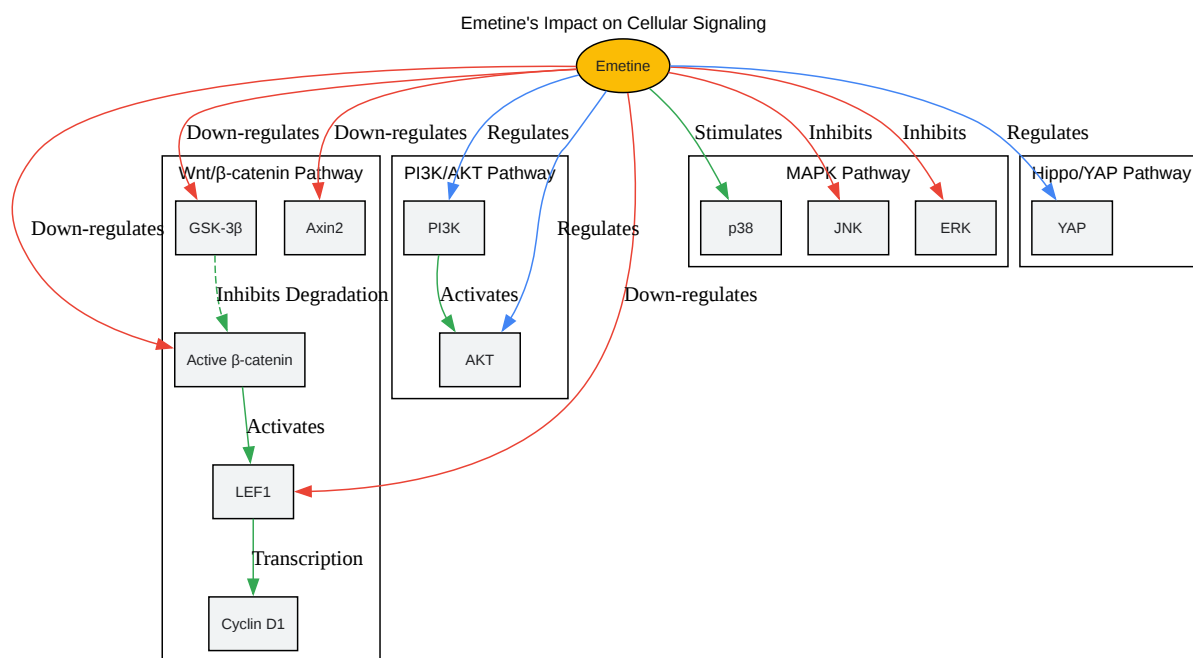 Emetine's Impact on Cellular Signaling
Emetine
Down-regulates
Down-regulates
Regulates
Stimulates
Inhibits
Inhibits
Regulates
Wnt/β-catenin Pathway
PI3K/AKT Pathway
MAPK Pathway
Hippo/YAP Pathway
GSK-3β
Axin2
PI3K
p38
JNK
ERK
YAP
Down-regulates
Regulates
Inhibits Degradation
Activates
Down-regulates
Active β-catenin
AKT
Activates
LEF1
Transcription
Cyclin D1